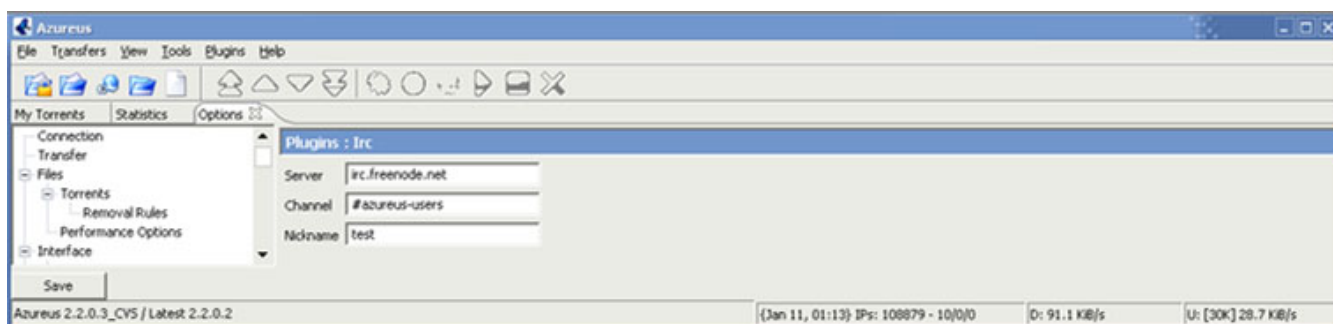 Azureus
File Transfers View Tools Plugins Help
My Torrents Statistics Options
Connection
Transfer
Files
Torrents
Removal Rules
Performance Options
Interface
Save
Plugins : Irc
Server irc.freenode.net
Channel #azureus-users
Nickname test
Azureus 2.2.0.3_CVS / Latest 2.2.0.2 {Jan 11, 01:13} IPs: 108879 - 10/0/0 D: 91.1 KiB/s U: [30K] 28.7 KiB/s